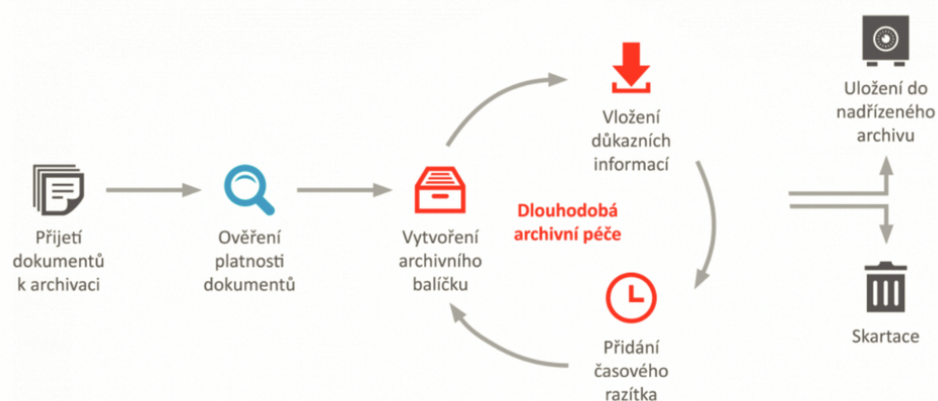 Přijetí
dokumentů
k archivaci
Ověření
platnosti
dokumentů
Vytvoření
archivního
balíčku
Vložení
důkazních
informací
Dlouhodobá
archivní péče
Přidání
časového
razítka
Uložení do
nadřízeného
archivu
Skartace